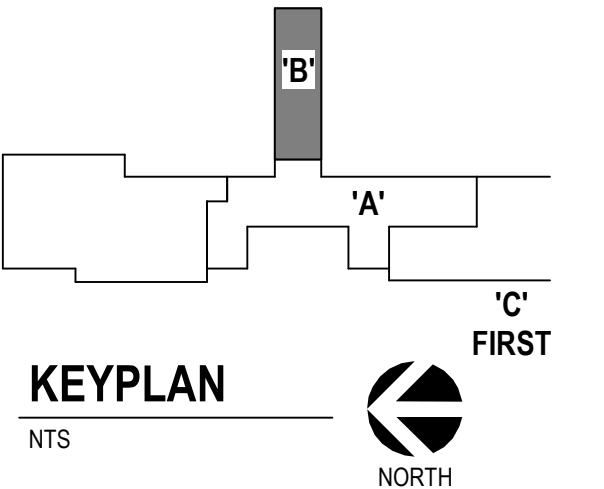 'B'
'A'
'C'
FIRST
KEYPLAN
NTS
NORTH